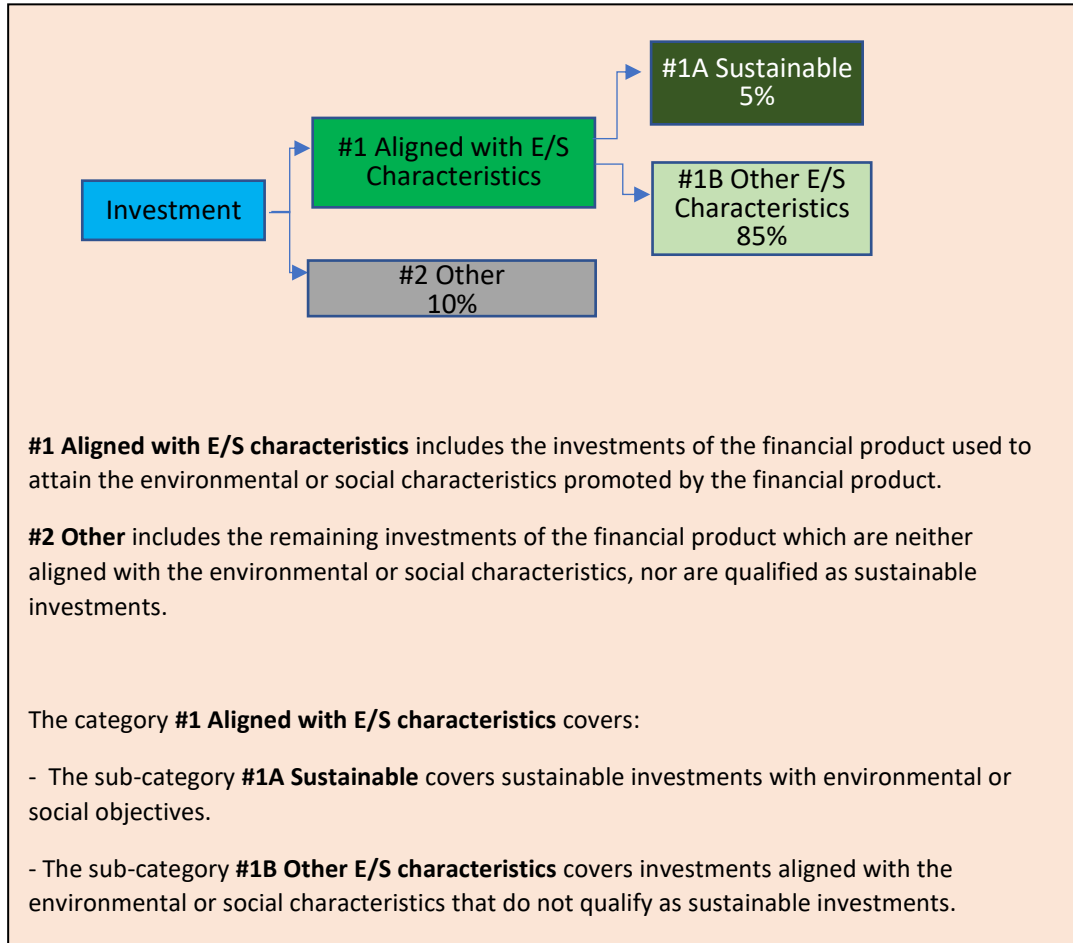 #1A Sustainable
5%
#1 Aligned with E/S
Characteristics
#1B Other E/S
Characteristics
85%
Investment
#2 Other
10%
#1 Aligned with E/S characteristics includes the investments of the financial product used to
attain the environmental or social characteristics promoted by the financial product.
#2 Other includes the remaining investments of the financial product which are neither
aligned with the environmental or social characteristics, nor are qualified as sustainable
investments.
The category #1 Aligned with E/S characteristics covers:
- The sub-category #1A Sustainable covers sustainable investments with environmental or
social objectives.
- The sub-category #1B Other E/S characteristics covers investments aligned with the
environmental or social characteristics that do not qualify as sustainable investments.